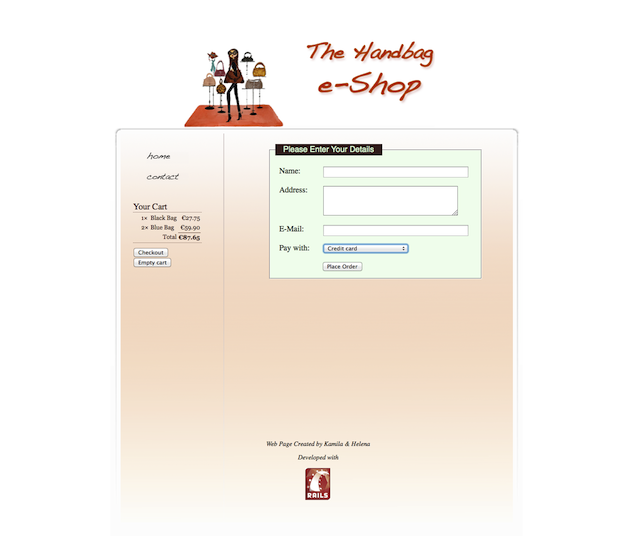 The Handbag
e-Shop
home
contact
Your Cart
1× Black Bag €27.75
2× Blue Bag €59.90
Total €87.65
Checkout
Empty cart
Please Enter Your Details
Name:
Address:
E-Mail:
Pay with: Credit card
Place Order
Web Page Created by Kamila & Helena
Developed with
RAILS